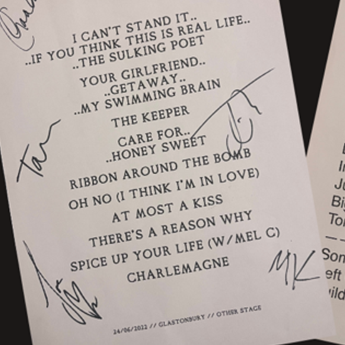 I CAN'T STAND IT..
..IF YOU THINK THIS IS REAL LIFE..
..THE SULKING POET
YOUR GIRLFRIEND..
..GETAWAY..
..MY SWIMMING BRAIN
THE KEEPER
CARE FOR..
..HONEY SWEET
RIBBON AROUND THE BOMB
OH NO (I THINK I'M IN LOVE)
AT MOST A KISS
THERE'S A REASON WHY
SPICE UP YOUR LIFE (W/MEL C)
CHARLEMAGNE
24/06/2022 // GLASTONBURY // OTHER STAGE
Tara
MK